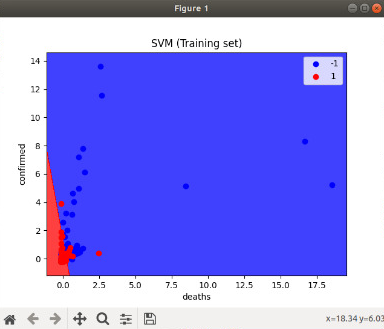 Figure 1
SVM (Training set)
-1
1
14
12
10
8
6
4
2
0
confirmed
0.0 2.5 5.0 7.5 10.0 12.5 15.0 17.5
deaths
x=18.34 y=6.03